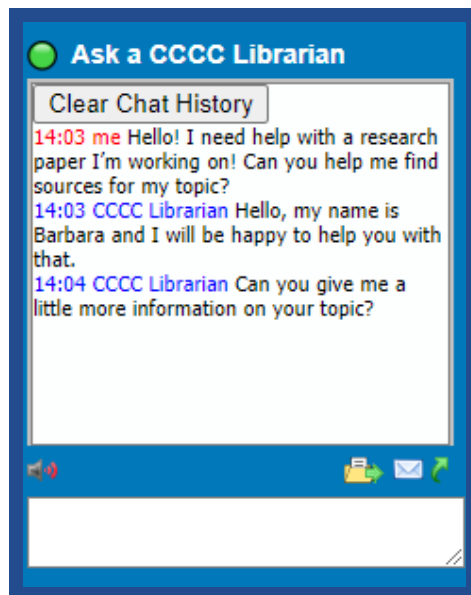 Ask a CCCC Librarian
Clear Chat History
14:03 me Hello! I need help with a research
paper I'm working on! Can you help me find
sources for my topic?
14:03 CCCC Librarian Hello, my name is
Barbara and I will be happy to help you with
that.
14:04 CCCC Librarian Can you give me a
little more information on your topic?